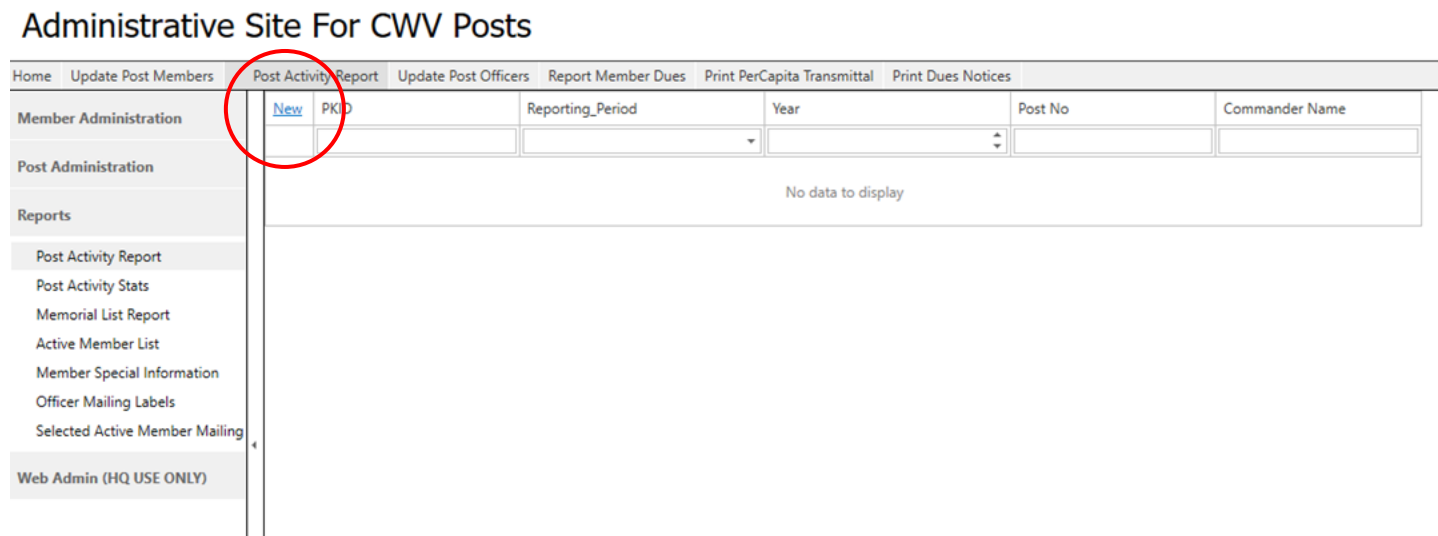 Administrative Site For CWV Posts
Home Update Post Members Post Activity Report Update Post Officers Report Member Dues Print PerCapita Transmittal Print Dues Notices
Member Administration
Post Administration
Reports
Post Activity Report
Post Activity Stats
Memorial List Report
Active Member List
Member Special Information
Officer Mailing Labels
Selected Active Member Mailing
Web Admin (HQ USE ONLY)
New PKID Reporting_Period Year Post No Commander Name
No data to display